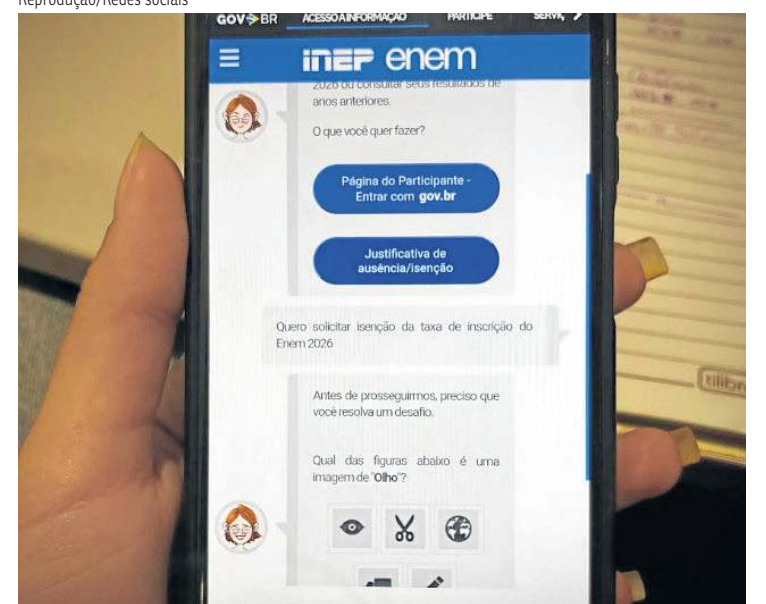 Reprodução/Redes sociais
GOV BR ACESSO À INFORMAÇÃO PARTICIPE SERVIÇ
inep enem
2026 ou consultar seus resultados de
anos anteriores.
O que você quer fazer?
Página do Participante -
Entrar com gov.br
Justificativa de
ausência/isenção
Quero solicitar isenção da taxa de inscrição do
Enem 2026
tilibra
Antes de prosseguirmos, preciso que
você resolva um desafio.
Qual das figuras abaixo é uma
imagem de "Olho"?